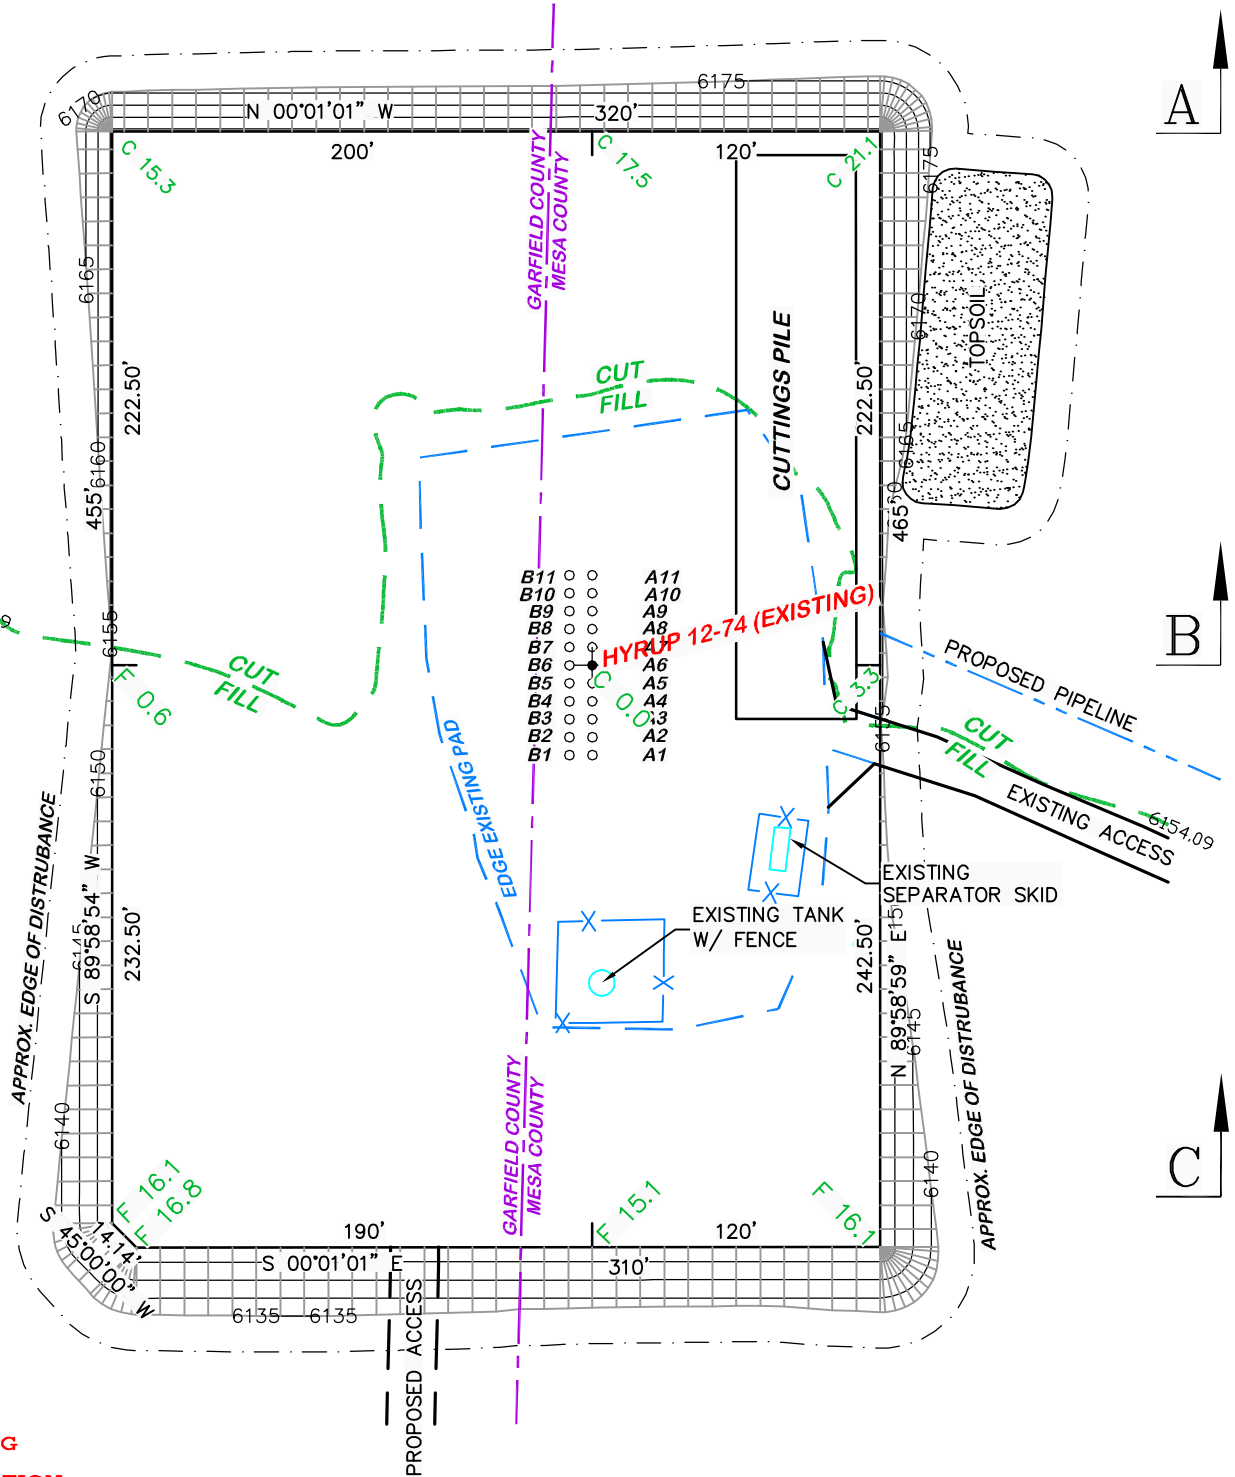 6175
6170
A
N 00°01'01" W
320'
200'
120'
C 15.3
C 17.5
C 21.1
GARFIELD COUNTY
MESA COUNTY
6175
6165
6170
TOPSOIL
CUTTINGS PILE
222.50'
222.50'
CUT
FILL
6160
6165
455'
465'
B11 A11
B10 A10
B9 A9
B8 A8
B7
B6 A6
B5 A5
B4 A4
B3
B2 A2
B1 A1
HYRUP 12-74 (EXISTING)
B
6155
PROPOSED PIPELINE
CUT
FILL
F 0.6
C 0.0
C 3.3
6155
CUT
FILL
EXISTING ACCESS
6154.09
6150
EDGE EXISTING PAD
APPROX. EDGE OF DISTRUBANCE
S 89°58'54" W
EXISTING
SEPARATOR SKID
EXISTING TANK
W/ FENCE
6145
232.50'
242.50'
N 89°58'59" E
6145
APPROX. EDGE OF DISTRUBANCE
GARFIELD COUNTY
MESA COUNTY
6140
6140
C
F 16.1
F 16.8
F 15.1
F 16.1
S 45°00'00" W
14.14'
190'
120'
S 00°01'01" E
310'
6135
6135
PROPOSED ACCESS
G